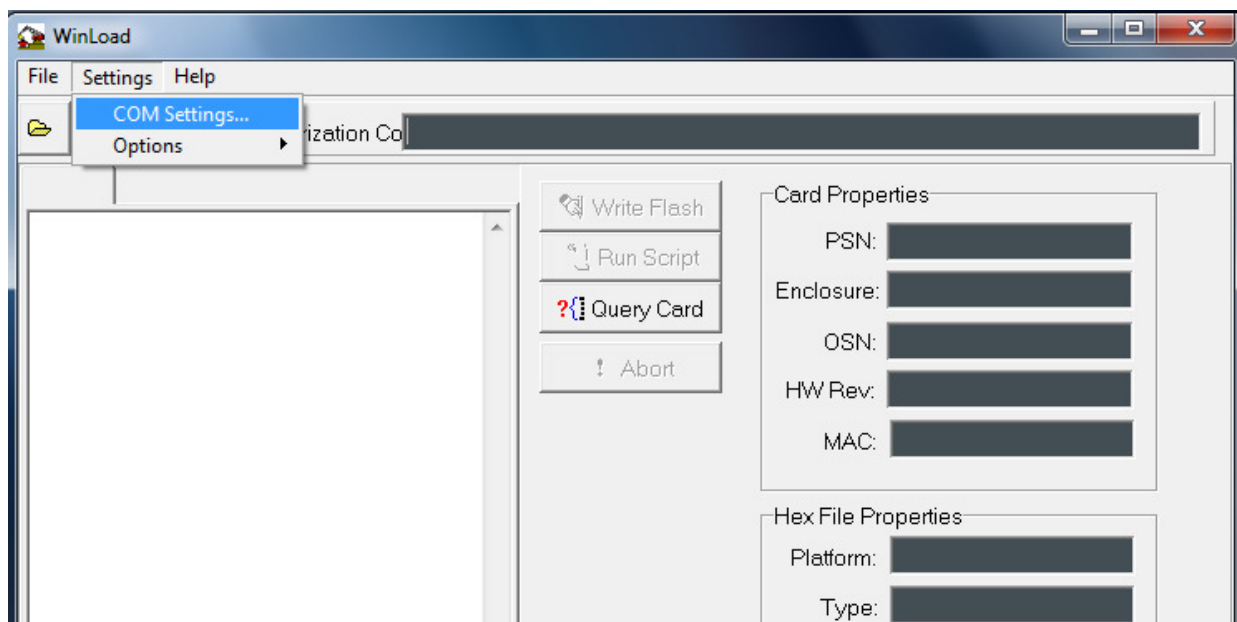 WinLoad
File Settings Help
COM Settings...
Options
rization Co
Write Flash
Run Script
?{ Query Card
! Abort
Card Properties
PSN:
Enclosure:
OSN:
HW Rev:
MAC:
Hex File Properties
Platform:
Type: